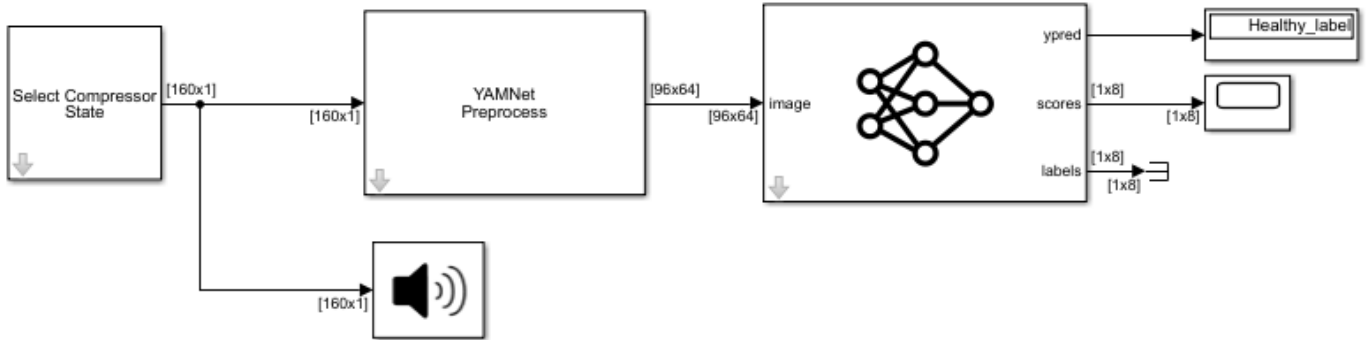 Select Compressor
State
[160x1]
[160x1]
YAMNet
Preprocess
[96x64]
[96x64]
image
ypred
scores
labels
[1x8]
[1x8]
[1x8]
[1x8]
Healthy_label
[160x1]